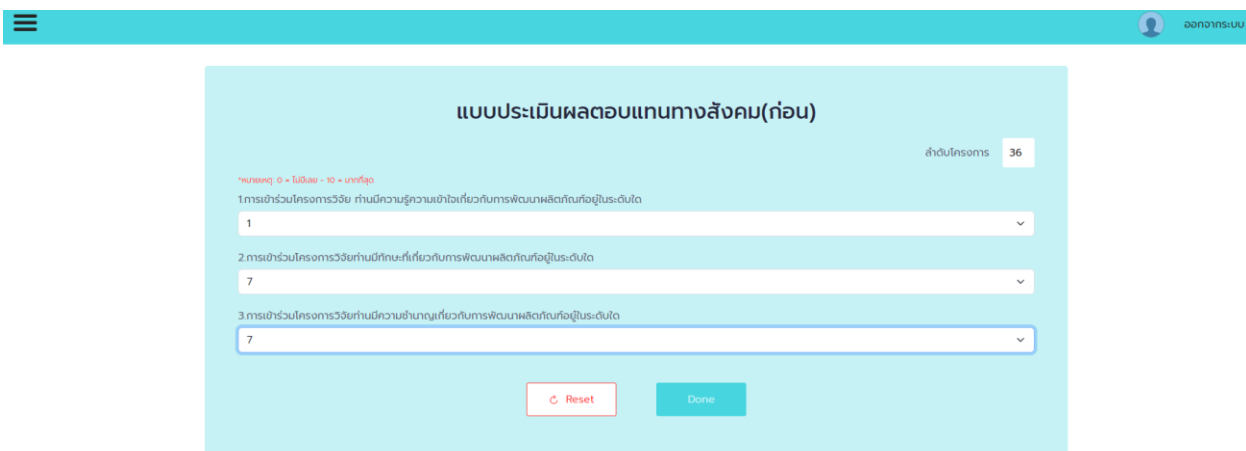 ออกจากระบบ
แบบประเมินผลตอบแทนทางสังคม(ก่อน)
ลำดับโครงการ 36
*หมายเหตุ: 0 = ไม่มีเลย - 10 = มากที่สุด
1.การเข้าร่วมโครงการวิจัย ท่านมีความรู้ความเข้าใจเกี่ยวกับการพัฒนาผลิตภัณฑ์อยู่ในระดับใด
1
2.การเข้าร่วมโครงการวิจัยท่านมีทักษะที่เกี่ยวกับการพัฒนาผลิตภัณฑ์อยู่ในระดับใด
7
3.การเข้าร่วมโครงการวิจัยท่านมีความชำนาญเกี่ยวกับการพัฒนาผลิตภัณฑ์อยู่ในระดับใด
7
Reset Done